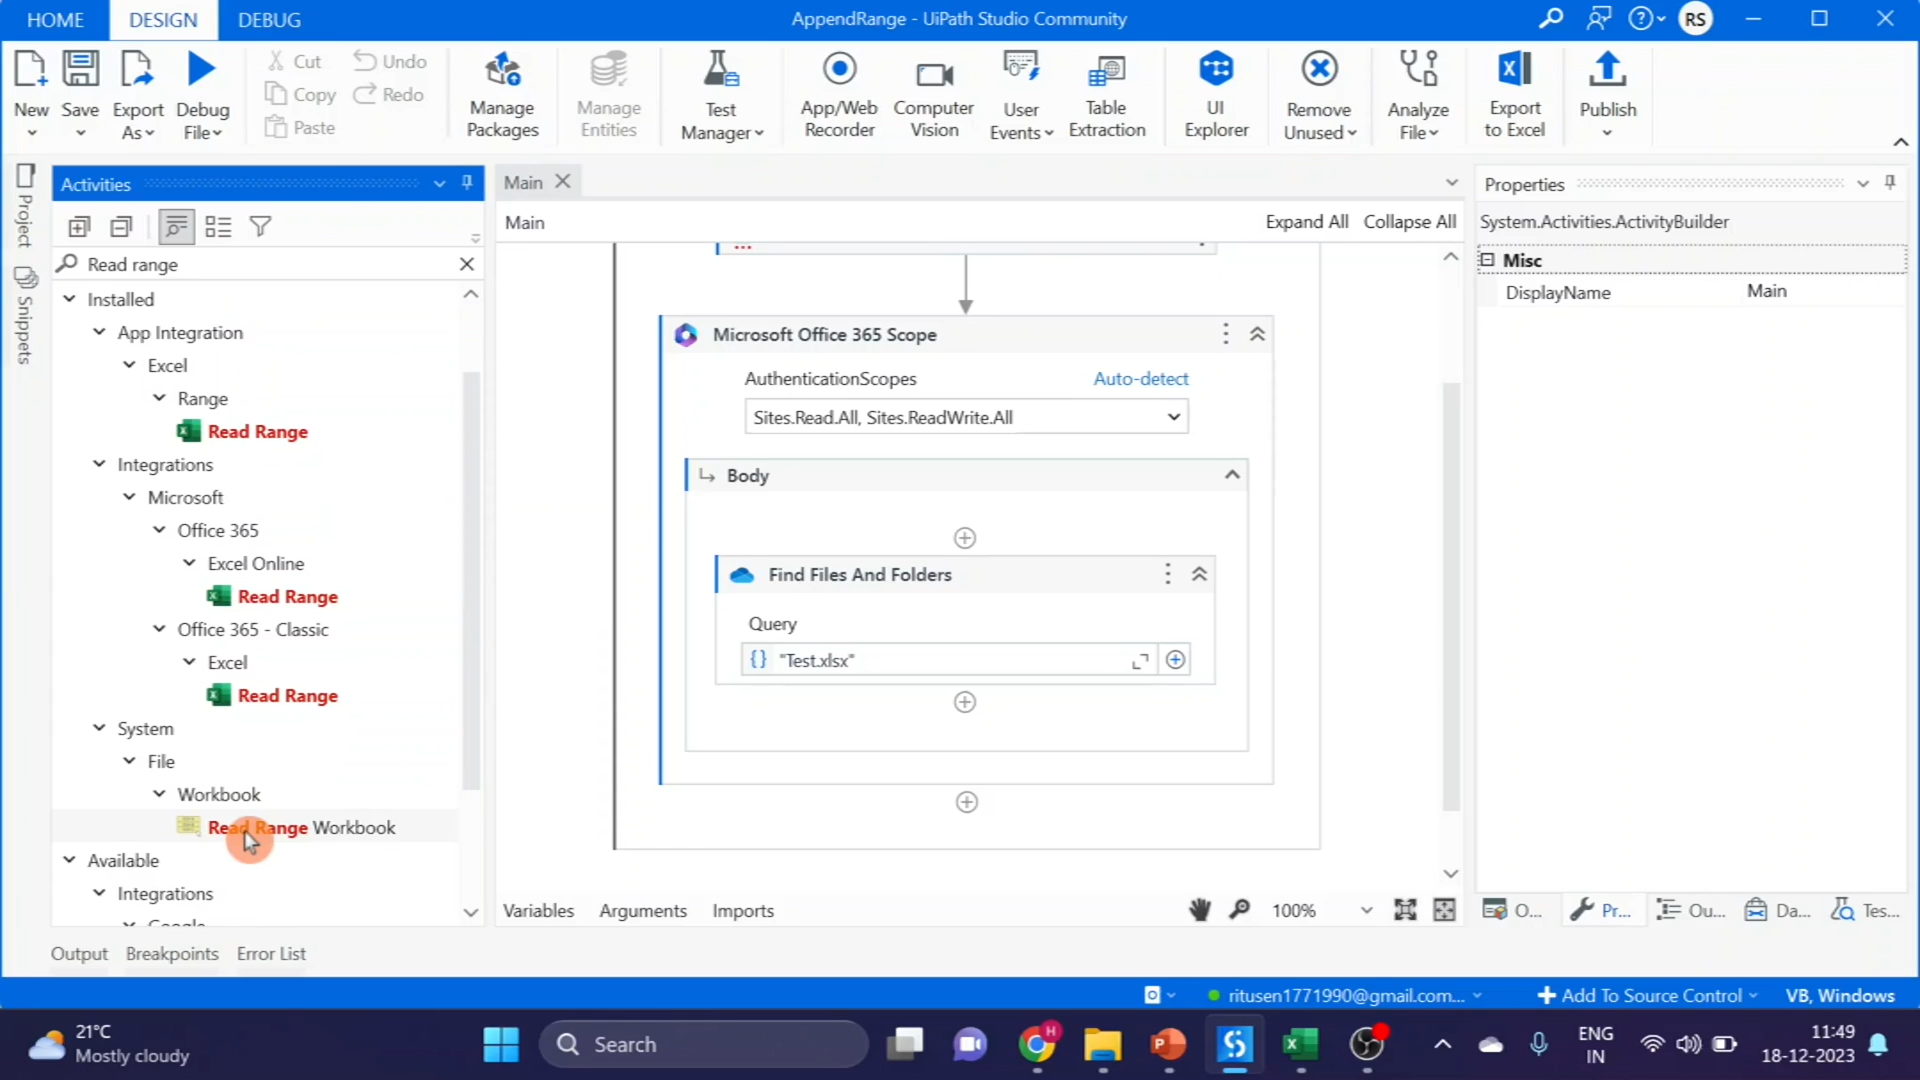 HOME DESIGN DEBUG
AppendRange - UiPath Studio Community
RS
New
Save
Export As
Debug File
Cut
Copy
Paste
Undo
Redo
Manage Packages
Manage Entities
Test Manager
App/Web Recorder
Computer Vision
User Events
Table Extraction
UI Explorer
Remove Unused
Analyze File
Export to Excel
Publish
Project
Snippets
Activities
Read range
Installed
App Integration
Excel
Range
Read Range
Integrations
Microsoft
Office 365
Excel Online
Read Range
Office 365 - Classic
Excel
Read Range
System
File
Workbook
Read Range Workbook
Available
Integrations
Google
Main
Main
Expand All Collapse All
Microsoft Office 365 Scope
AuthenticationScopes Auto-detect
Sites.Read.All, Sites.ReadWrite.All
Body
Find Files And Folders
Query
"Test.xlsx"
Variables Arguments Imports
100%
Properties
System.Activities.ActivityBuilder
Misc
DisplayName Main
O... Pr... Ou... Da... Tes...
Output Breakpoints Error List
ritusen1771990@gmail.com...
Add To Source Control
VB, Windows
21°C
Mostly cloudy
Search
H
ENG
IN
11:49
18-12-2023